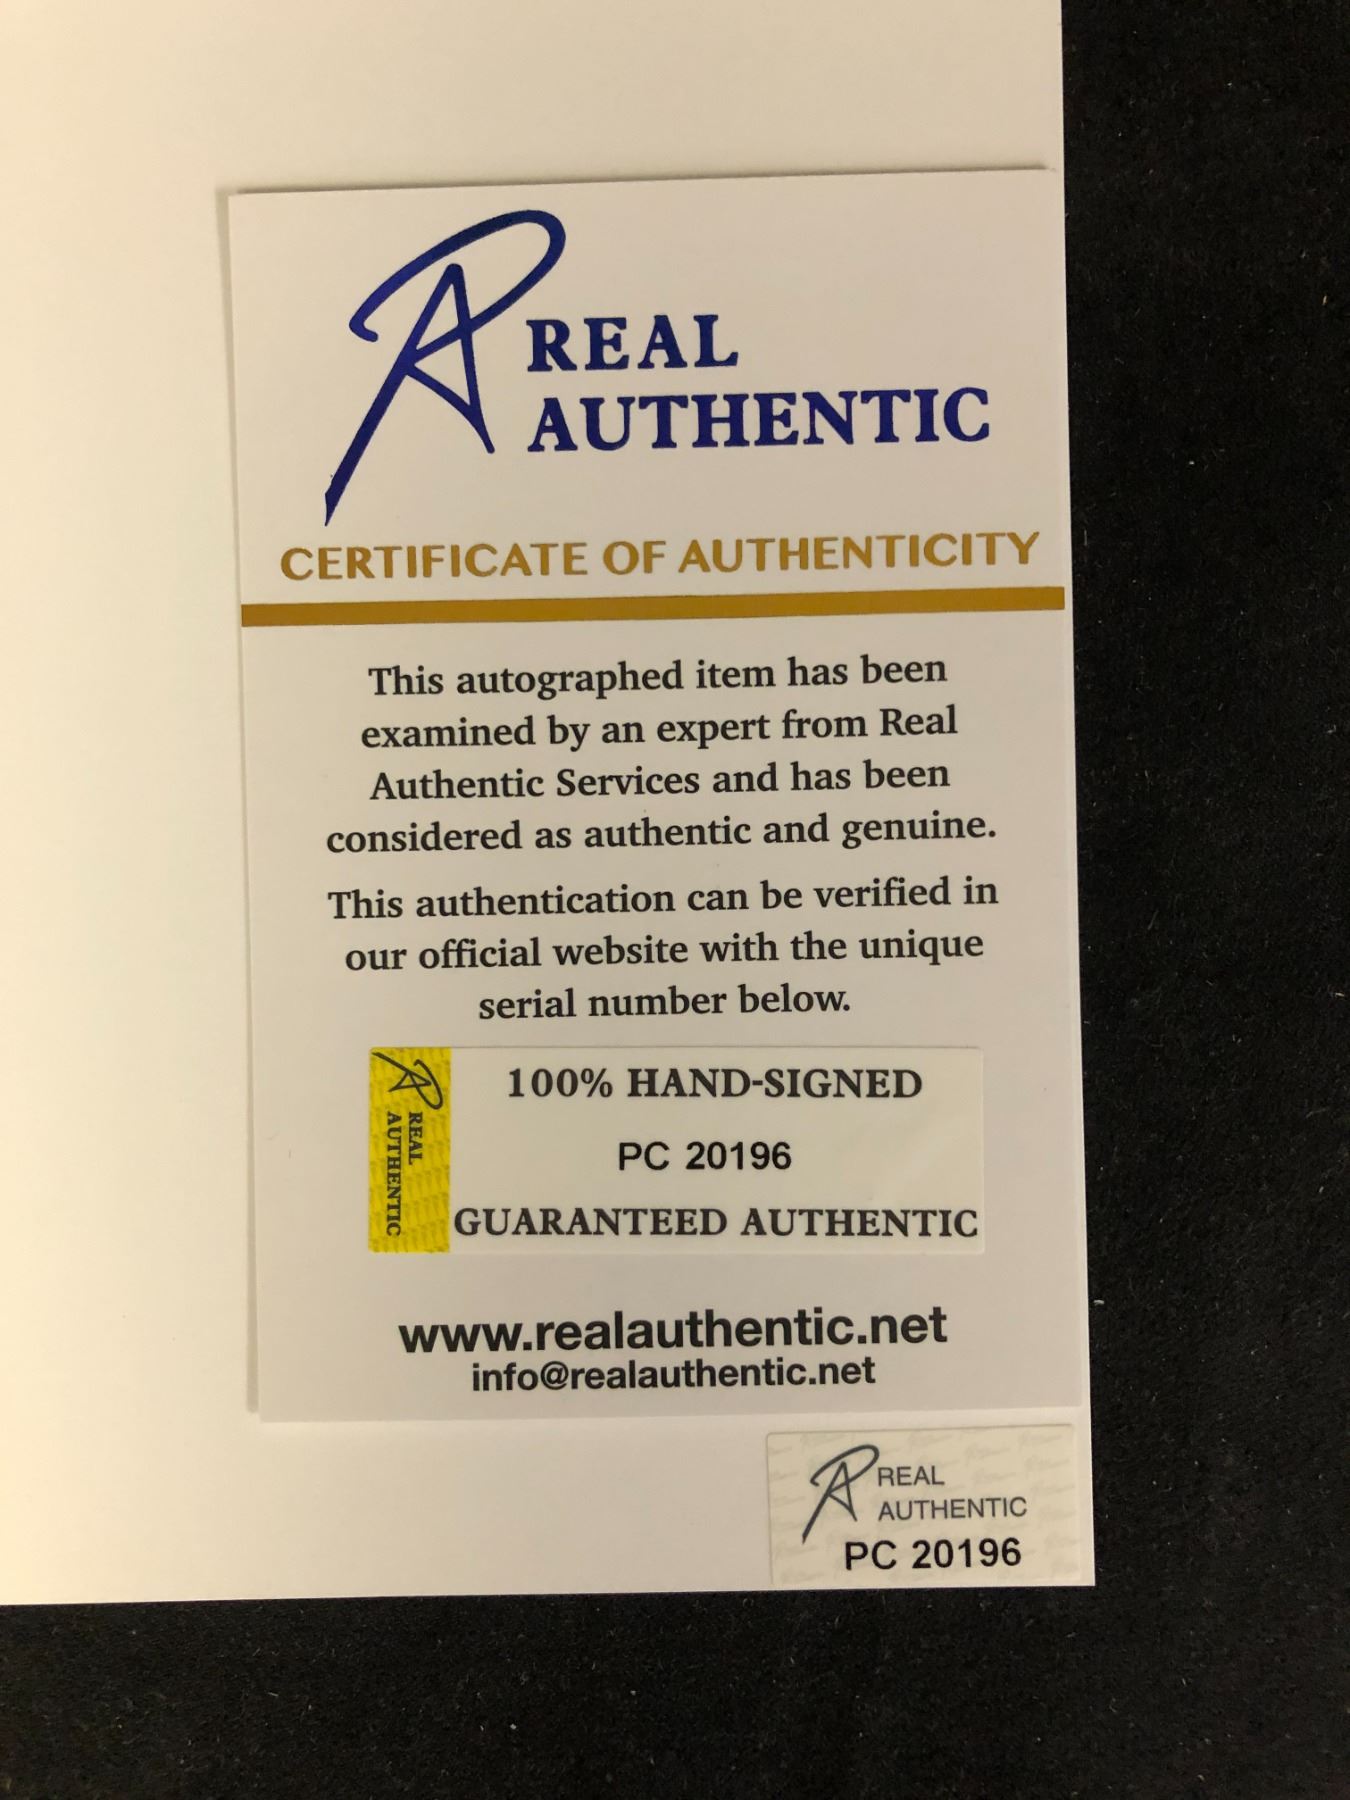 REAL
AUTHENTIC
CERTIFICATE OF AUTHENTICITY
This autographed item has been
examined by an expert from Real
Authentic Services and has been
considered as authentic and genuine.
This authentication can be verified in
our official website with the unique
serial number below.
REAL
AUTHENTIC
100% HAND-SIGNED
PC 20196
GUARANTEED AUTHENTIC
www.realauthentic.net
info@realauthentic.net
REAL
AUTHENTIC
PC 20196